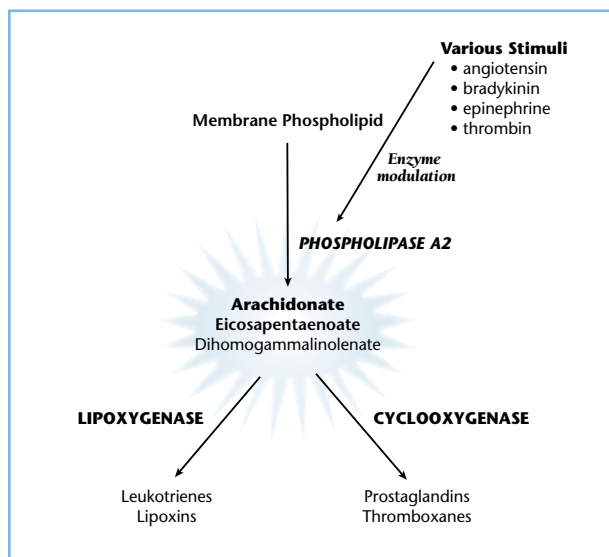 Various Stimuli
• angiotensin
• bradykinin
• epinephrine
• thrombin
Membrane Phospholipid
Enzyme
modulation
PHOSPHOLIPASE A2
Arachidonate
Eicosapentaenoate
Dihomogammalinolenate
LIPOXYGENASE
CYCLOOXYGENASE
Leukotrienes
Lipoxins
Prostaglandins
Thromboxanes